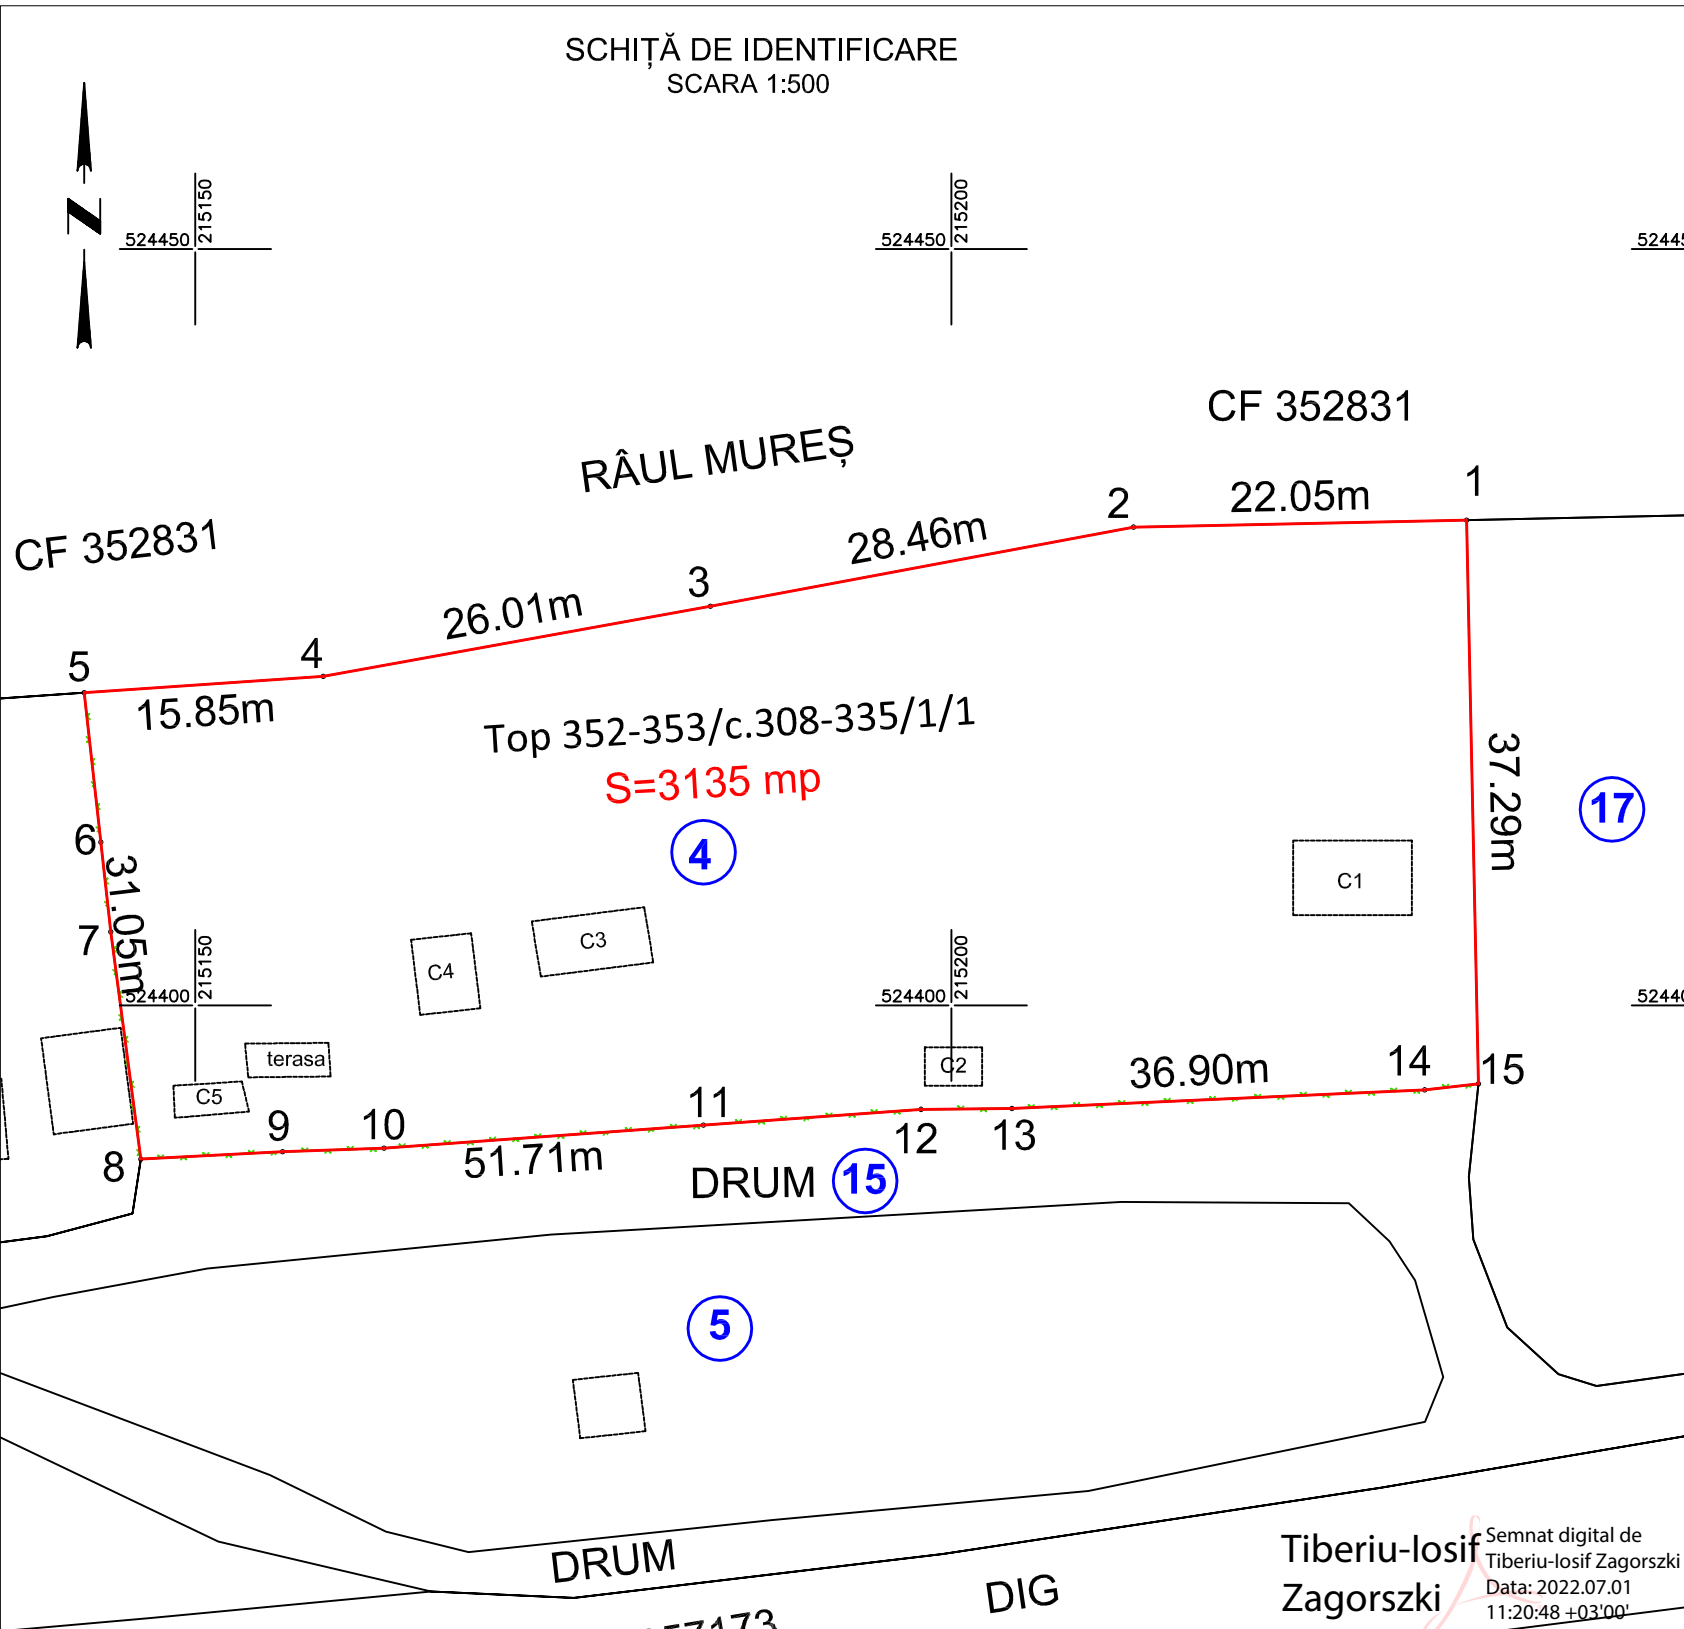 SCHIȚĂ DE IDENTIFICARE
SCARA 1:500
N
215150
524450
215200
524450
CF 352831
RÂUL MUREȘ
CF 352831
1
22.05m
2
28.46m
3
26.01m
4
5
15.85m
Top 352-353/c.308-335/1/1
S=3135 mp
4
37.29m
17
6
31.05m
7
C1
C3
C4
215150
524400
215200
524400
terasa
C5
C2
36.90m
14
15
8
9
10
11
12
13
51.71m
DRUM
15
5
DRUM
DIG
Tiberiu-Iosif
Zagorszki
Semnat digital de
Tiberiu-Iosif Zagorszki
Data: 2022.07.01
11:20:48 +03'00'